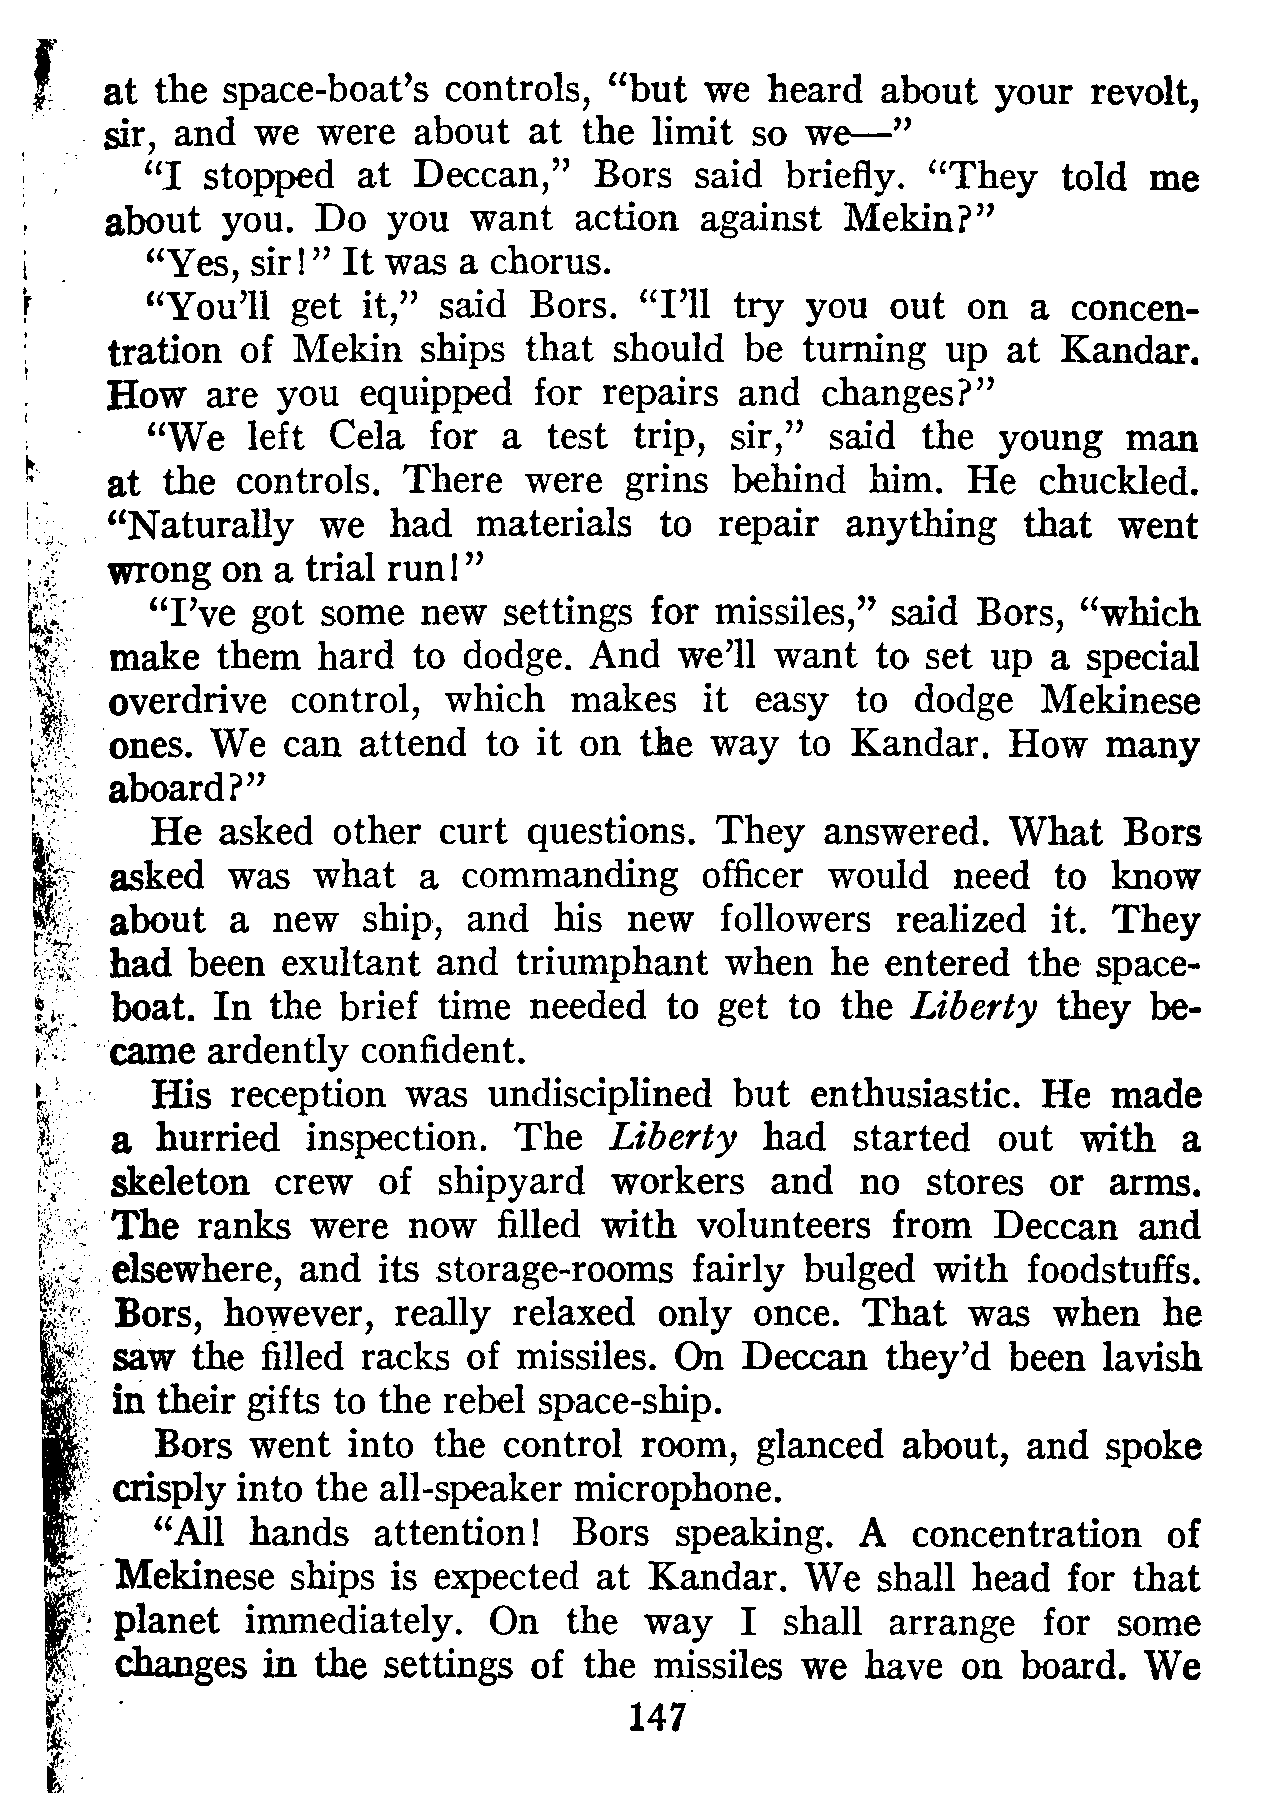 at the space-boat's controls, “but we heard about your revolt,
sir, and we were about at the limit so we—”
“I stopped at Deccan,” Bors said briefly. “They told me
about you. Do you want action against Mekin?”
“Yes, sir!” It was a chorus.
“You'll get it,” said Bors. “I'll try you out on a concen-
tration of Mekin ships that should be turning up at Kandar.
How are you equipped for repairs and changes?”
“We left Cela for a test trip, sir,” said the young man
at the controls. There were grins behind him. He chuckled.
“Naturally we had materials to repair anything that went
wrong on a trial run!”
“I've got some new settings for missiles,” said Bors, “which
make them hard to dodge. And we'll want to set up a special
overdrive control, which makes it easy to dodge Mekinese
ones. We can attend to it on the way to Kandar. How many
aboard?”
He asked other curt questions. They answered. What Bors
asked was what a commanding officer would need to know
about a new ship, and his new followers realized it. They
had been exultant and triumphant when he entered the space-
boat. In the brief time needed to get to the Liberty they be-
came ardently confident.
His reception was undisciplined but enthusiastic. He made
a hurried inspection. The Liberty had started out with a
skeleton crew of shipyard workers and no stores or arms.
The ranks were now filled with volunteers from Deccan and
elsewhere, and its storage-rooms fairly bulged with foodstuffs.
Bors, however, really relaxed only once. That was when he
saw the filled racks of missiles. On Deccan they'd been lavish
in their gifts to the rebel space-ship.
Bors went into the control room, glanced about, and spoke
crisply into the all-speaker microphone.
“All hands attention! Bors speaking. A concentration of
Mekinese ships is expected at Kandar. We shall head for that
planet immediately. On the way I shall arrange for some
changes in the settings of the missiles we have on board. We
147